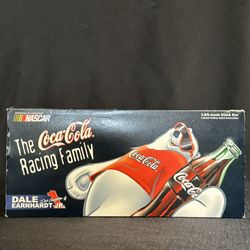 NASCAR
1:24-scale Stock Car
The
Coca-Cola
Racing Family
Coca-Cola
Coca-Cola
DALE
EARNHARDT JR.